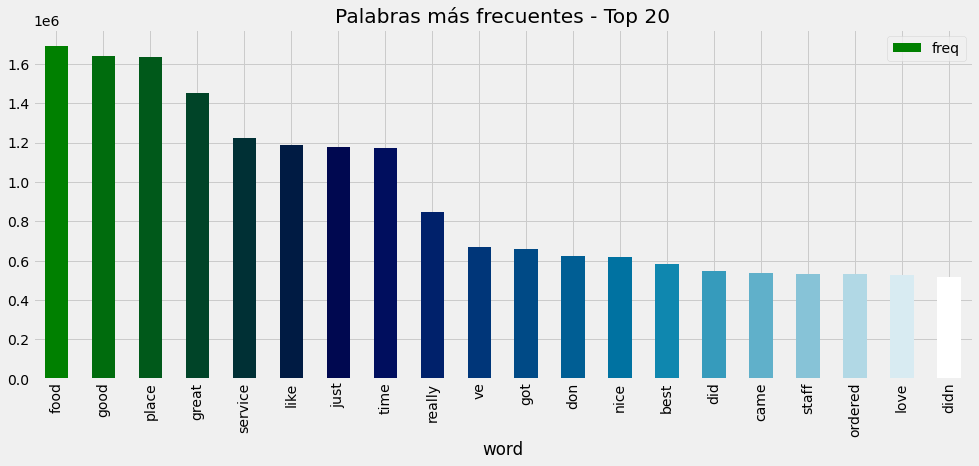 Palabras más frecuentes - Top 20
1e6
freq
1.6
1.4
1.2
1.0
0.8
0.6
0.4
0.2
0.0
food
good
place
great
service
like
just
time
really
ve
got
don
nice
best
did
came
staff
ordered
love
didn
word